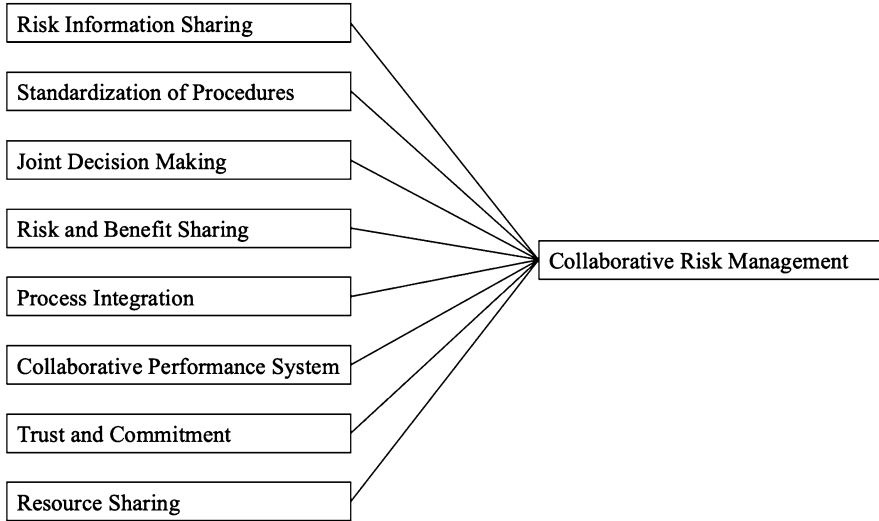 Risk Information Sharing
Standardization of Procedures
Joint Decision Making
Risk and Benefit Sharing
Collaborative Risk Management
Process Integration
Collaborative Performance System
Trust and Commitment
Resource Sharing